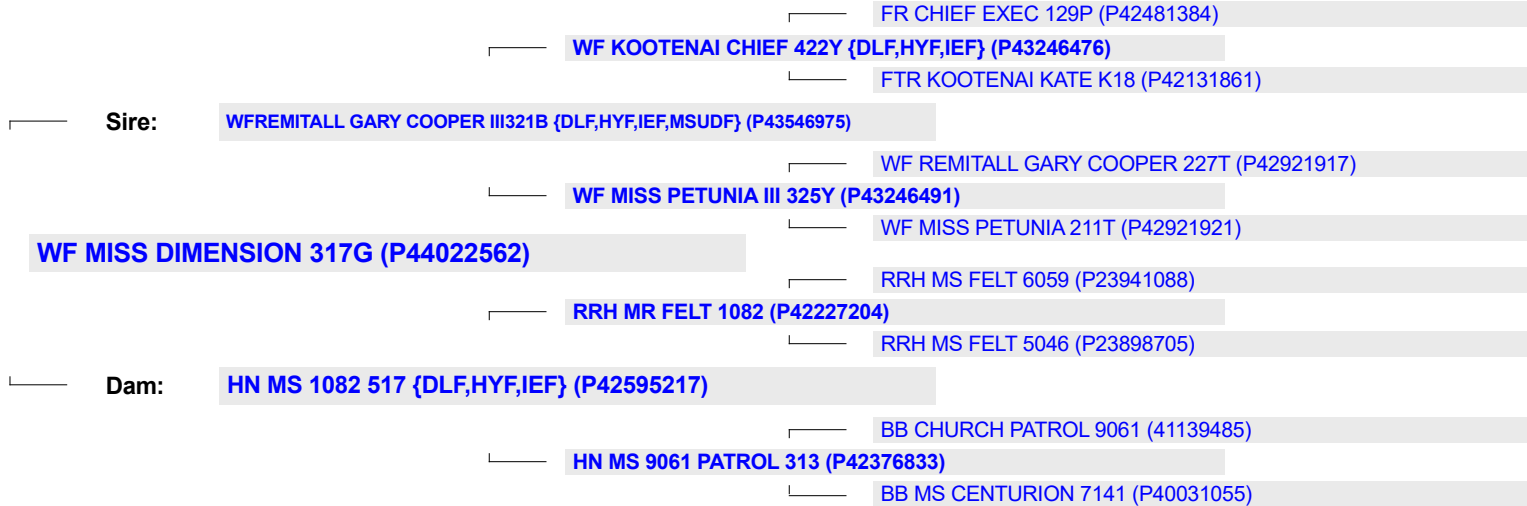 FR CHIEF EXEC 129P (P42481384)
WF KOOTENAI CHIEF 422Y {DLF,HYF,IEF} (P43246476)
FTR KOOTENAI KATE K18 (P42131861)
Sire: WFREMITALL GARY COOPER III321B {DLF,HYF,IEF,MSUDF} (P43546975)
WF REMITALL GARY COOPER 227T (P42921917)
WF MISS PETUNIA III 325Y (P43246491)
WF MISS PETUNIA 211T (P42921921)
WF MISS DIMENSION 317G (P44022562)
RRH MS FELT 6059 (P23941088)
RRH MR FELT 1082 (P42227204)
RRH MS FELT 5046 (P23898705)
Dam: HN MS 1082 517 {DLF,HYF,IEF} (P42595217)
BB CHURCH PATROL 9061 (41139485)
HN MS 9061 PATROL 313 (P42376833)
BB MS CENTURION 7141 (P40031055)